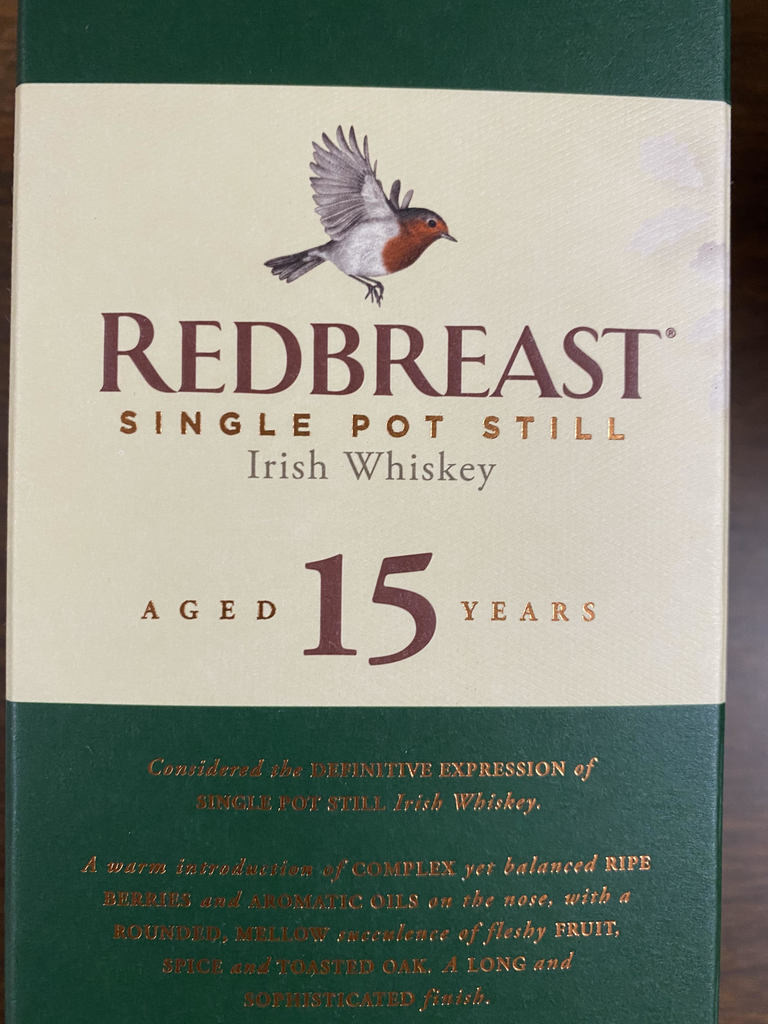 REDBREAST®
SINGLE POT STILL
Irish Whiskey
AGED 15 YEARS
Considered the DEFINITIVE EXPRESSION of
SINGLE POT STILL Irish Whiskey.
A warm introduction of COMPLEX yet balanced RIPE
BERRIES and AROMATIC OILS on the nose, with a
ROUNDED, MELLOW succulence of fleshy FRUIT,
SPICE and TOASTED OAK. A LONG and
SOPHISTICATED finish.